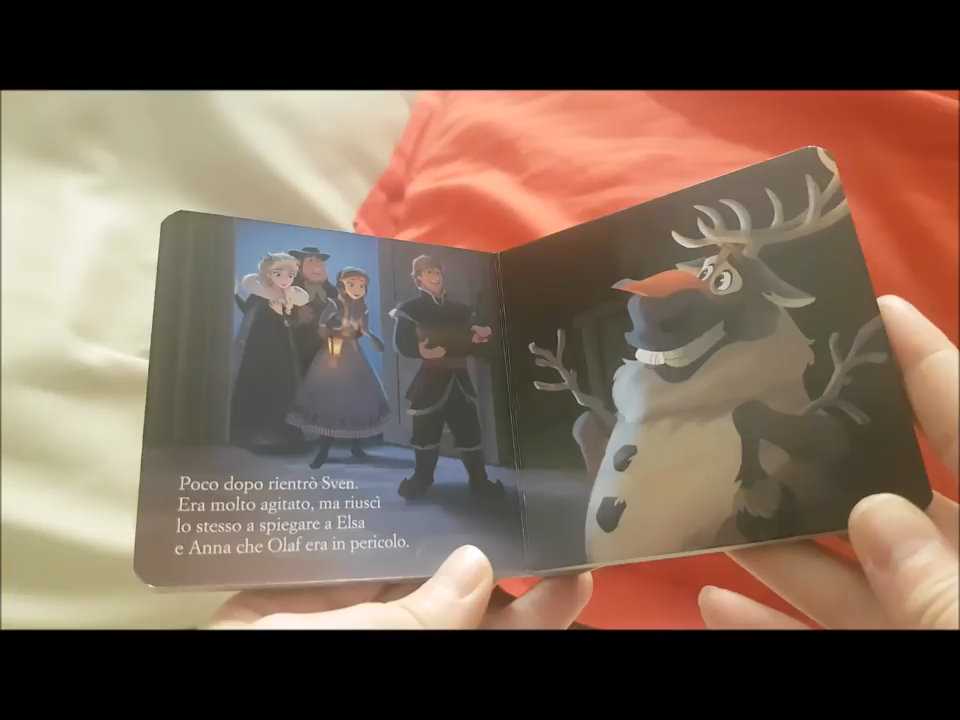 Poco dopo rientrò Sven.
Era molto agitato, ma riuscì
lo stesso a spiegare a Elsa
e Anna che Olaf era in pericolo.